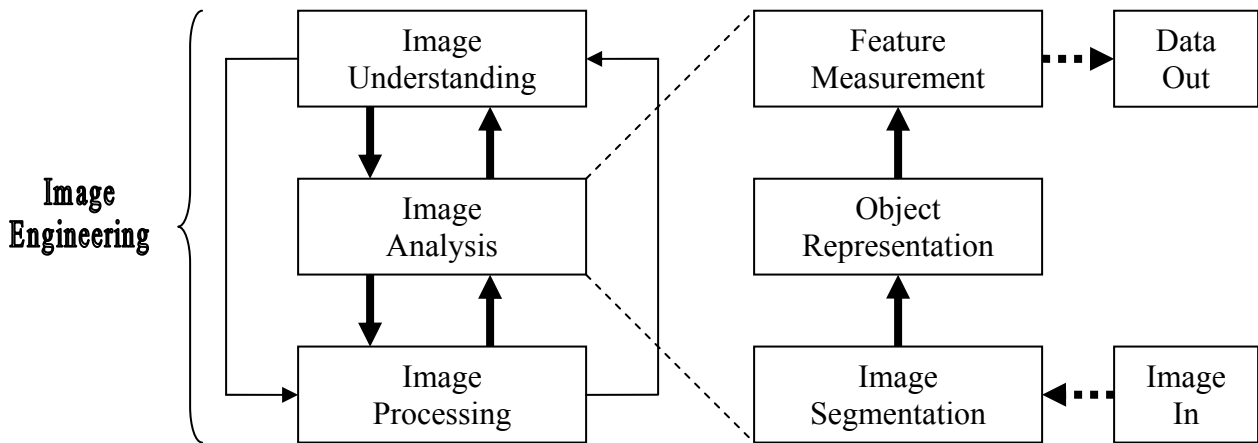 Image
Engineering
Image
Understanding
Image
Analysis
Image
Processing
Feature
Measurement
Data
Out
Object
Representation
Image
Segmentation
Image
In